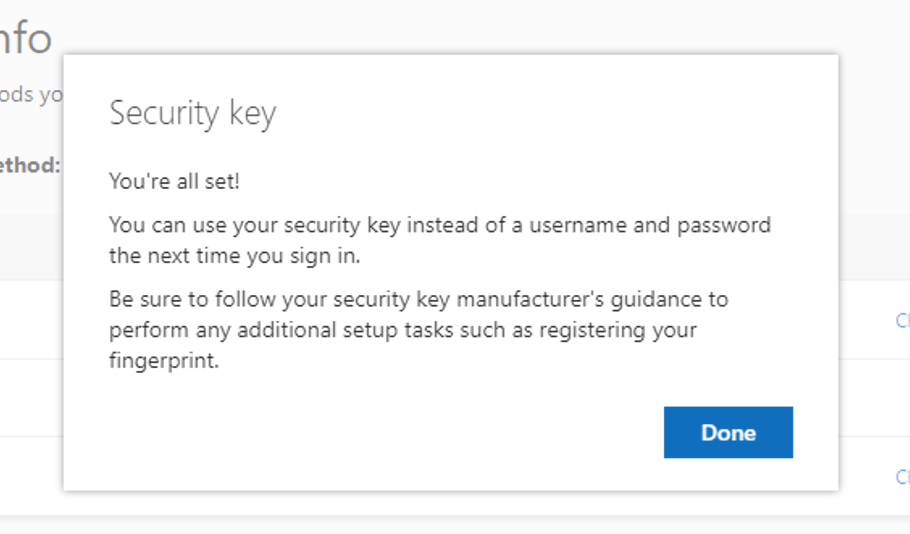 nfo
ods yo
ethod:
Security key
You're all set!
You can use your security key instead of a username and password
the next time you sign in.
Be sure to follow your security key manufacturer's guidance to
perform any additional setup tasks such as registering your
fingerprint.
Done